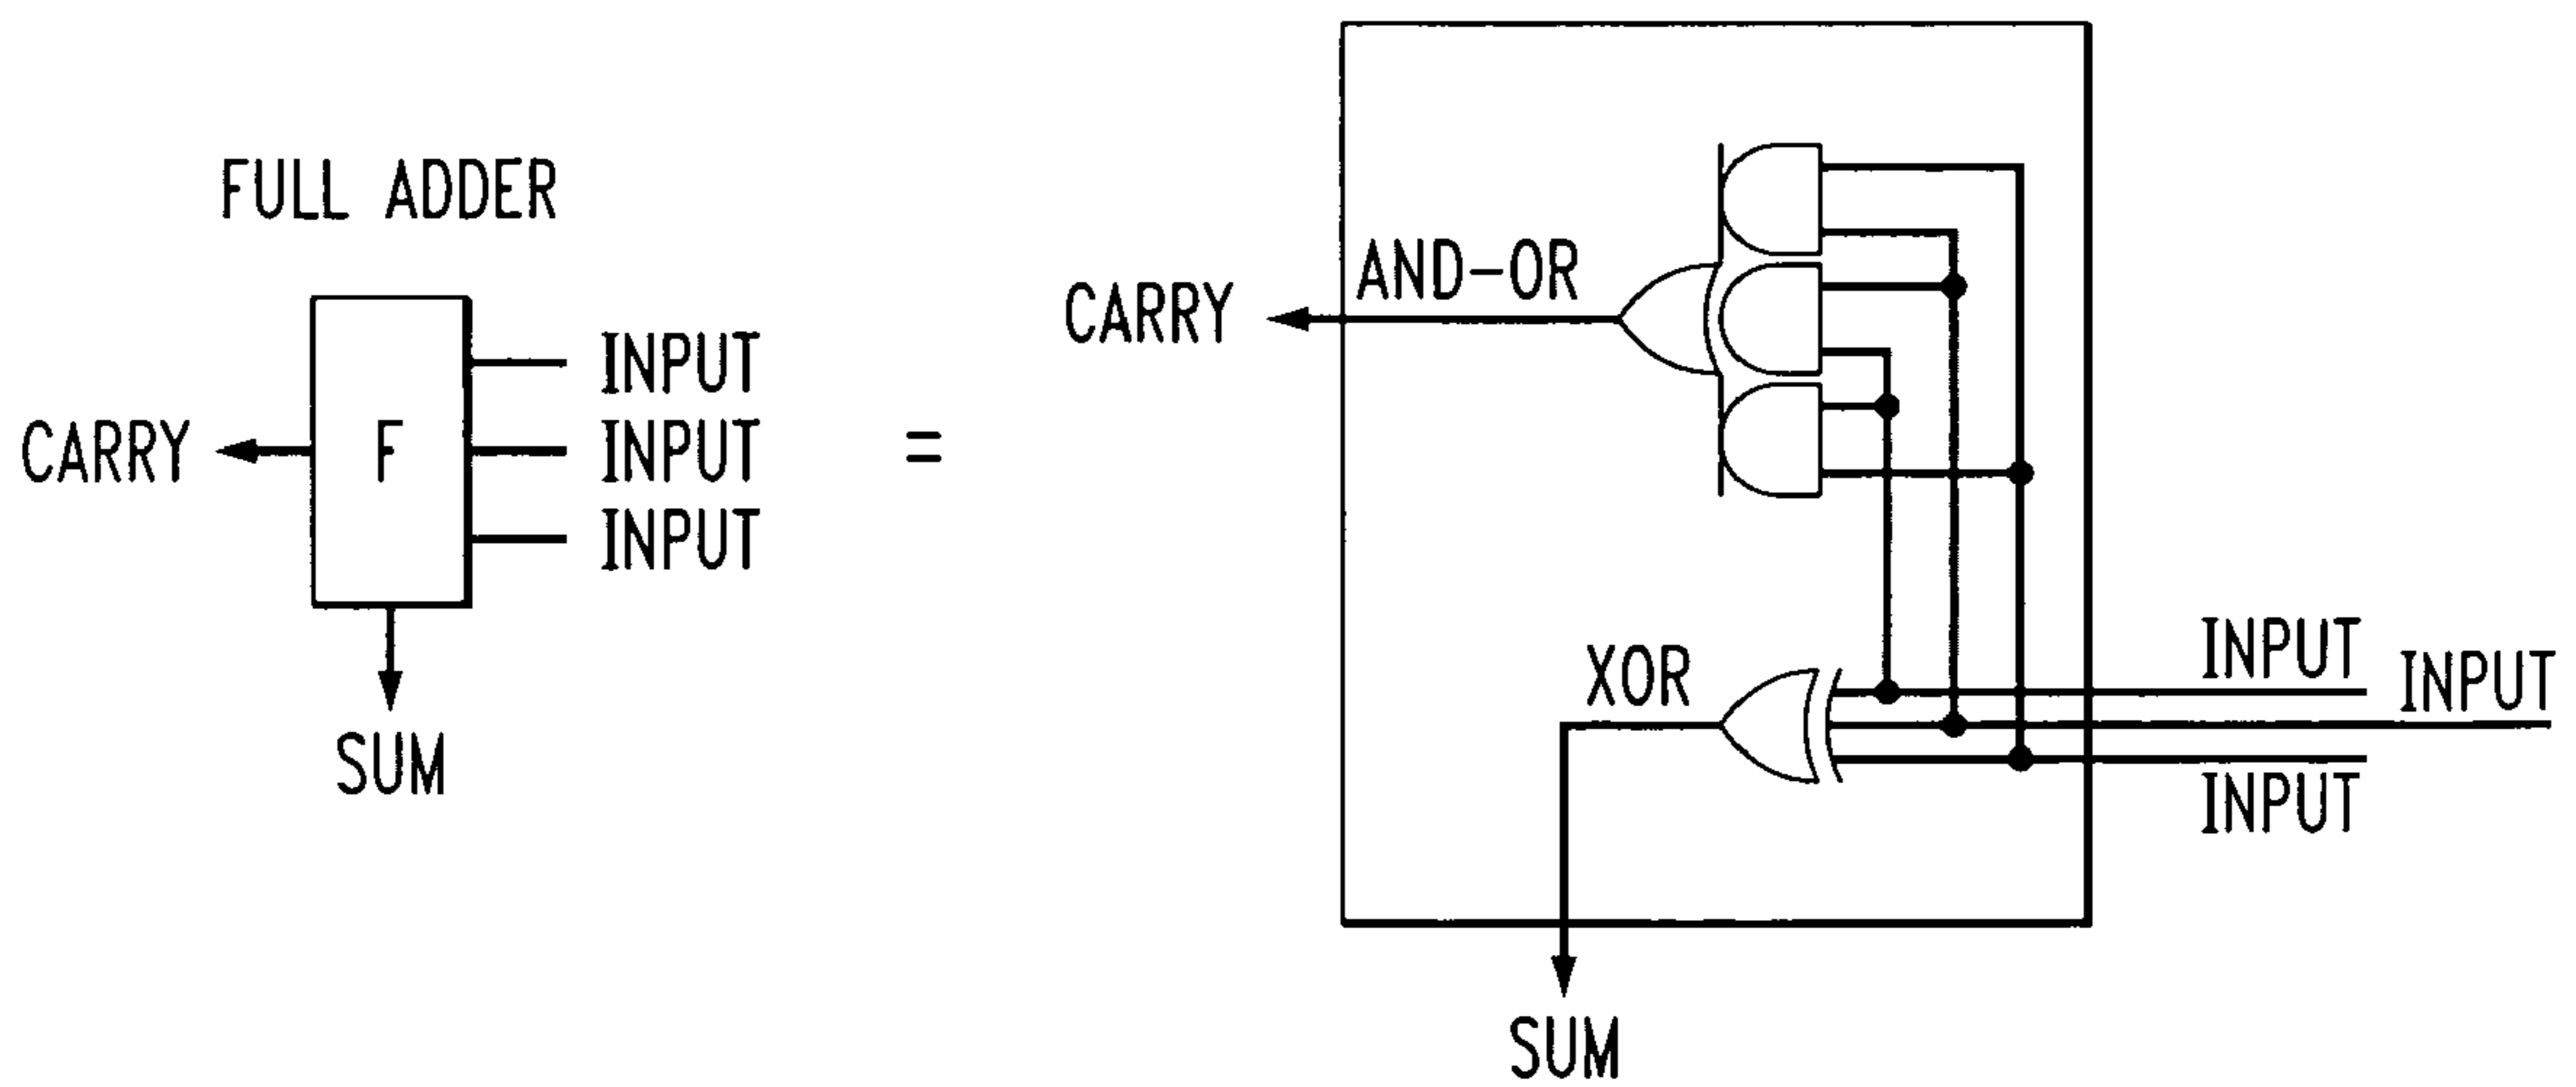 FULL ADDER
INPUT
CARRY
F
INPUT
INPUT
SUM
=
AND-OR
CARRY
XOR
INPUT
INPUT
INPUT
SUM